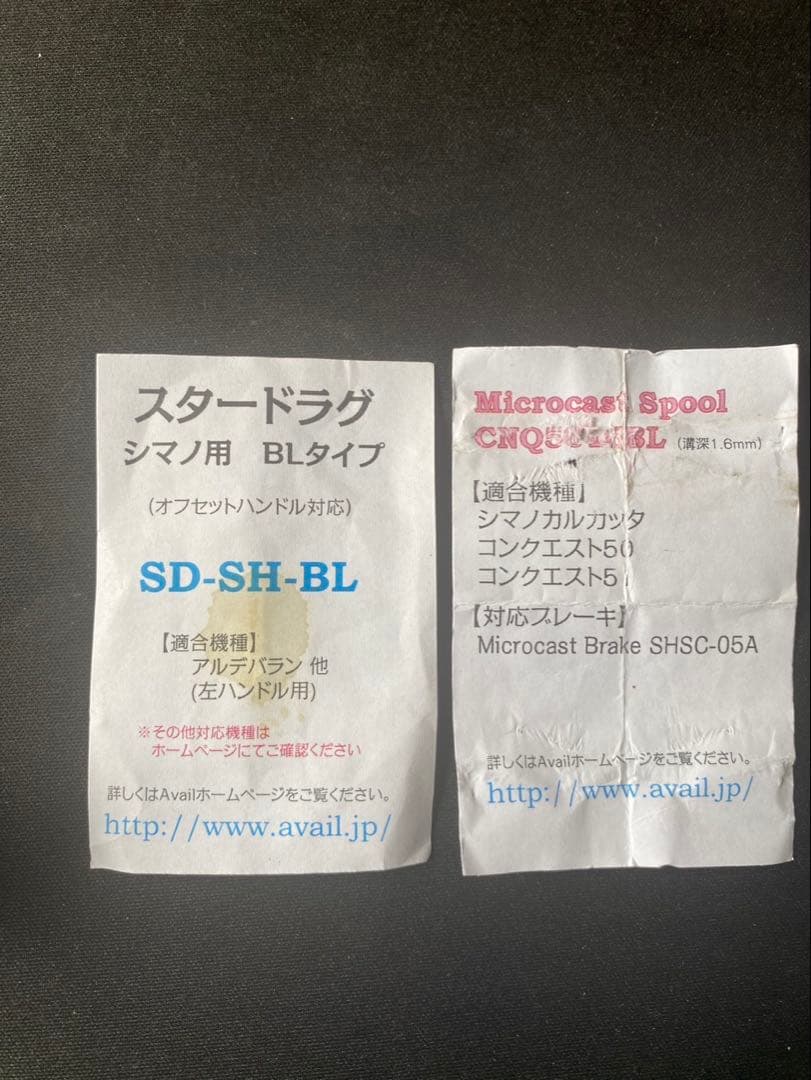 スタードラグ
シマノ用 BLタイプ
(オフセットハンドル対応)
SD-SH-BL
【適合機種】
アルデバラン 他
(左ハンドル用)
※その他対応機種は
ホームページにてご確認ください
詳しくはAvailホームページをご覧ください。
http://www.avail.jp/
Microcast Spool
(溝深1.6mm)
【適合機種】
シマノカルカッタ
コンクエスト50
コンクエスト51
【対応ブレーキ】
Microcast Brake SHSC-05A
詳しくはAvailホームページをご覧ください。
http://www.avail.jp/